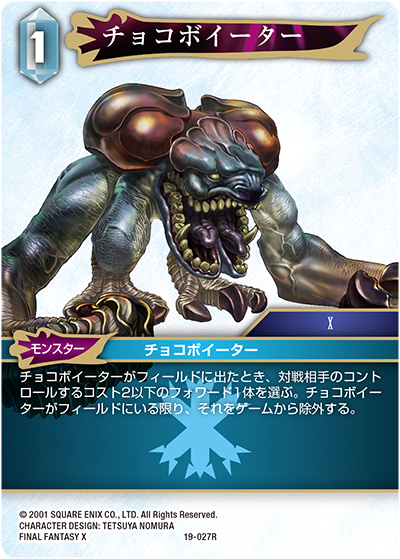 1
チョコボイーター
X
モンスター
チョコボイーター
チョコボイーターがフィールドに出たとき、対戦相手のコント
ロールするコスト2以下のフォワード1体を選ぶ。チョコボイー
ターがフィールドにいる限り、それをゲームから除外する。
© 2001 SQUARE ENIX CO., LTD. All Rights Reserved.
CHARACTER DESIGN: TETSUYA NOMURA
FINAL FANTASY X
19-027R